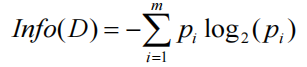 Info(D) = −∑_{i=1}^{m} p_i log_2(p_i)